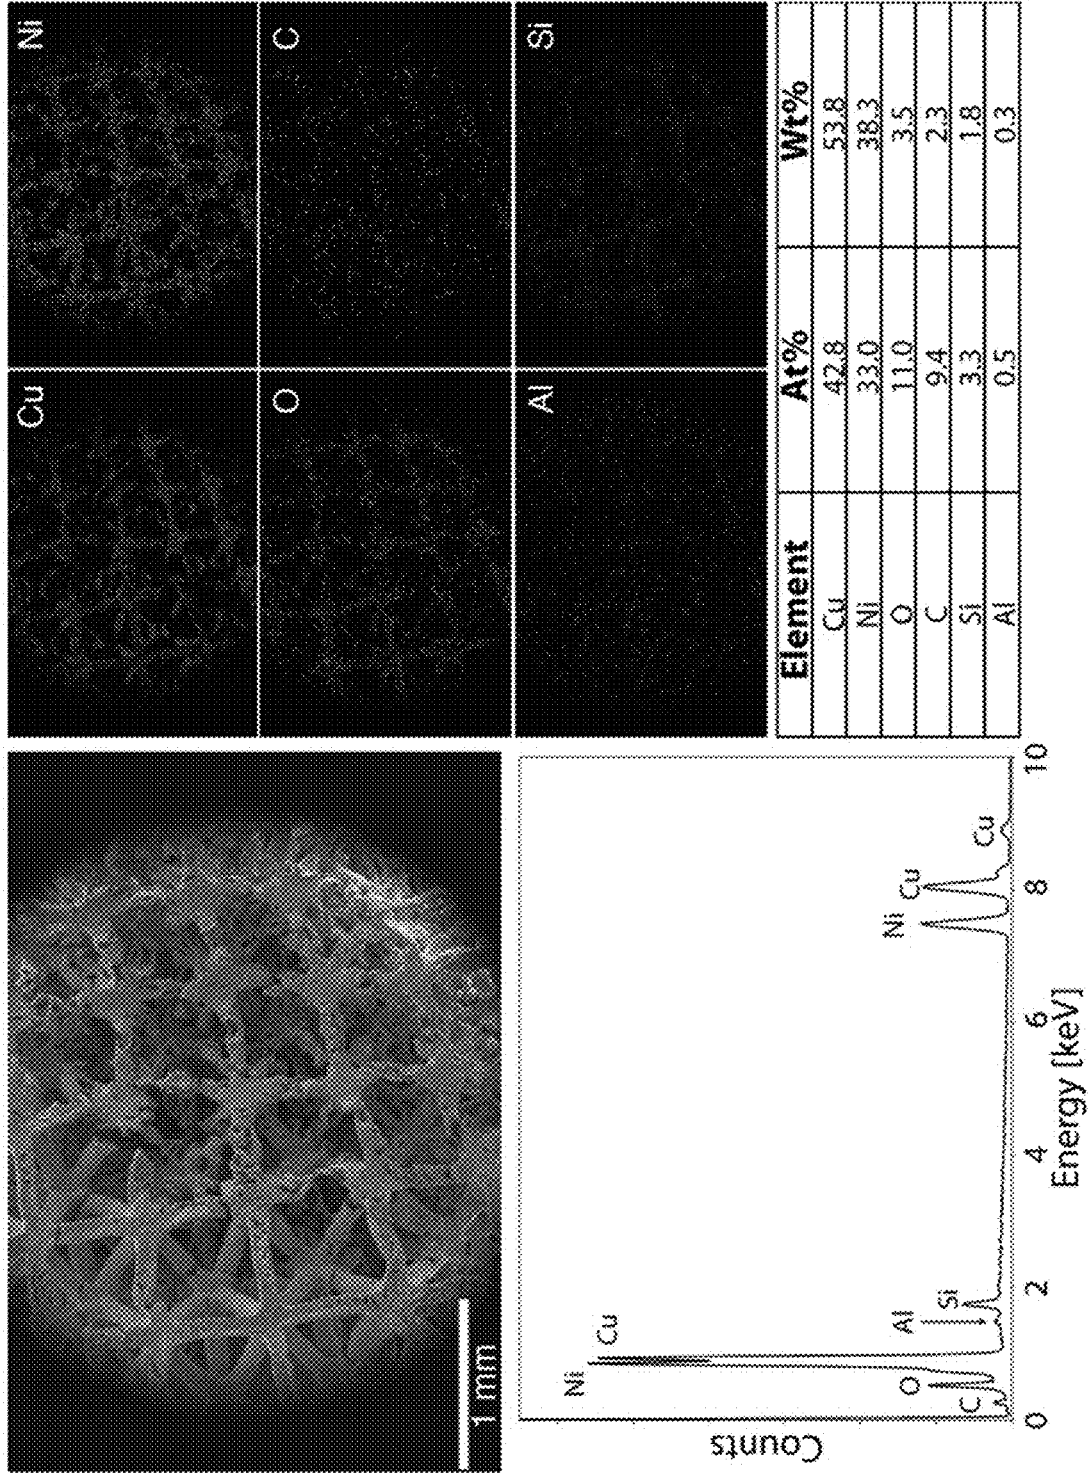 1 mm
Cu
Ni
O
C
Al
Si
Counts
Ni
Cu
C
O
Al
Si
Ni
Cu
Cu
0 2 4 6 8 10
Energy [keV]
Element At% Wt%
Cu 42.8 53.8
Ni 33.0 38.3
O 11.0 3.5
C 9.4 2.3
Si 3.3 1.8
Al 0.5 0.3